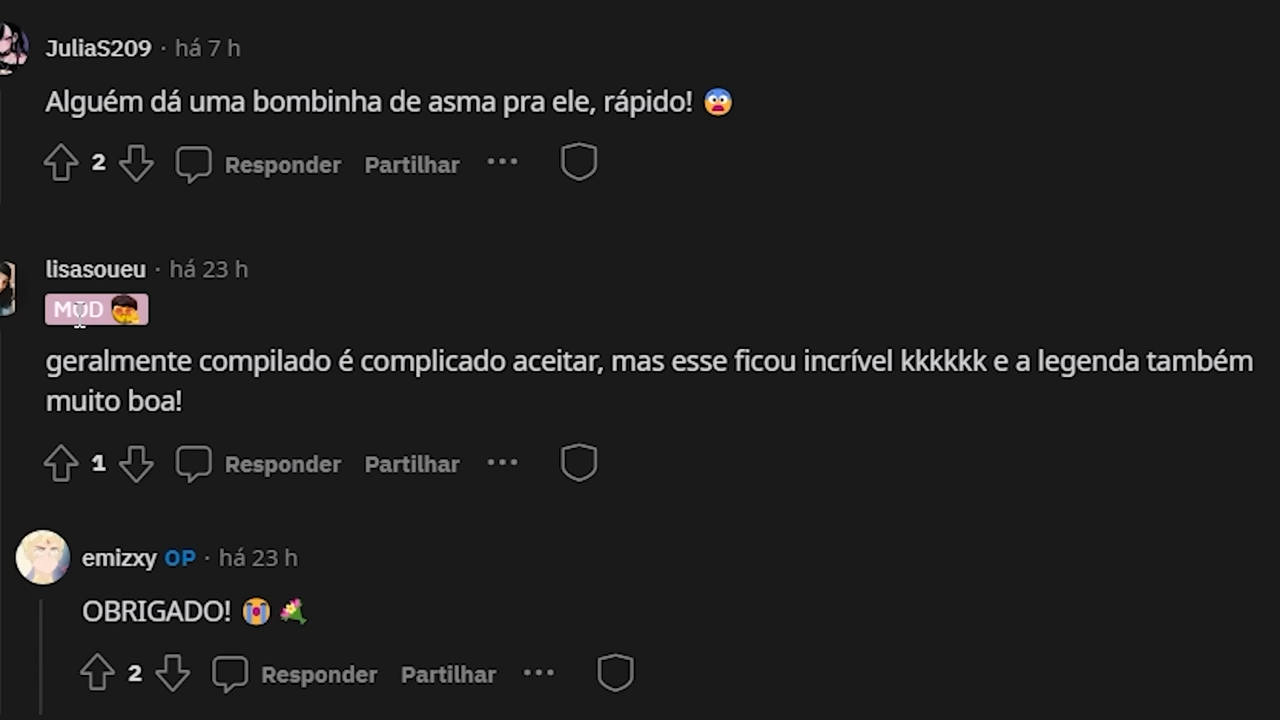 JuliaS209 · há 7 h
Alguém dá uma bombinha de asma pra ele, rápido! 😨
2 Responder Partilhar ...
lisasoueu · há 23 h
MOD
geralmente compilado é complicado aceitar, mas esse ficou incrível kkkkkk e a legenda também
muito boa!
1 Responder Partilhar ...
emizxy OP · há 23 h
OBRIGADO! 😭 💐
2 Responder Partilhar ...